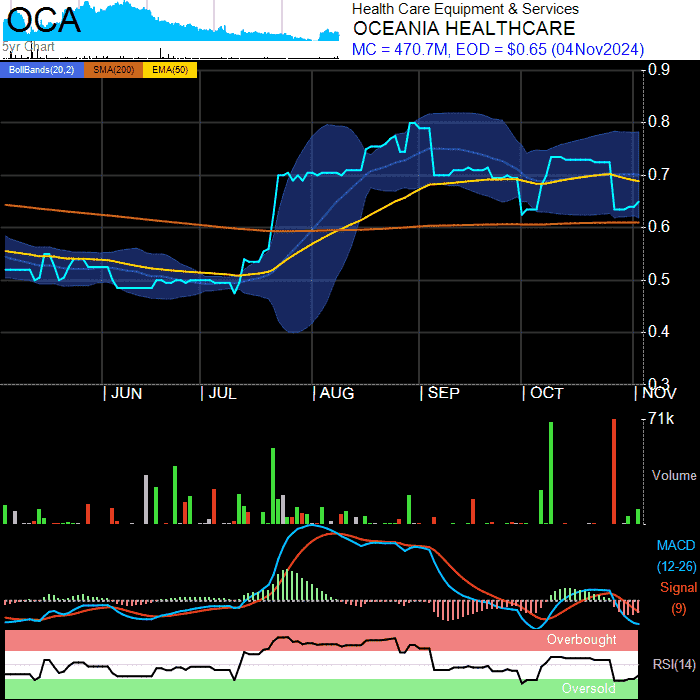 OCA
5yr Chart
Health Care Equipment & Services
OCEANIA HEALTHCARE
MC = 470.7M, EOD = $0.65 (04Nov2024)
BollBands(20,2) SMA(200) EMA(50)
0.9
0.8
0.7
0.6
0.5
0.4
0.3
JUN JUL AUG SEP OCT NOV
71k
Volume
MACD
(12-26)
Signal
(9)
Overbought
RSI(14)
Oversold